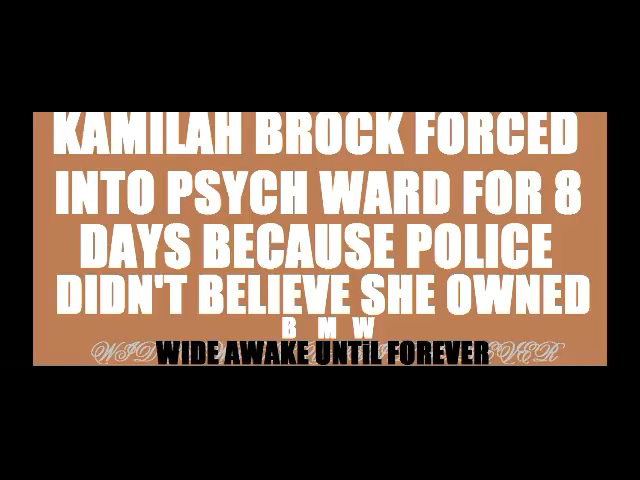 KAMILAH BROCK FORCED
INTO PSYCH WARD FOR 8
DAYS BECAUSE POLICE
DIDN'T BELIEVE SHE OWNED
B M W
WIDE AWAKE UNTiL FOREVER